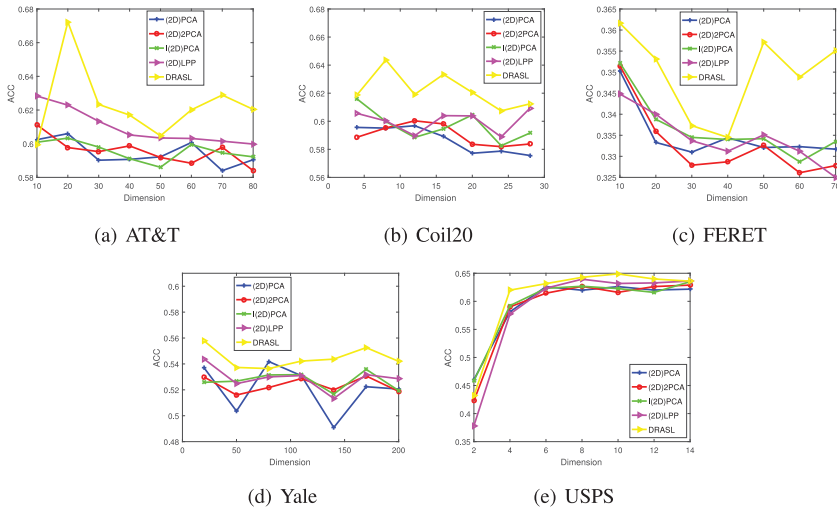 0.68
0.66
0.64
0.62
0.6
0.58
ACC
10 20 30 40 50 60 70 80
Dimension
(2D)PCA
(2D)2PCA
I(2D)PCA
(2D)LPP
DRASL
(a) AT&T
0.68
0.66
0.64
0.62
0.6
0.58
0.56
ACC
0 5 10 15 20 25 30
Dimension
(2D)PCA
(2D)2PCA
I(2D)PCA
(2D)LPP
DRASL
(b) Coil20
0.365
0.36
0.355
0.35
0.345
0.34
0.335
0.33
0.325
ACC
10 20 30 40 50 60 70
Dimension
(2D)PCA
(2D)2PCA
I(2D)PCA
(2D)LPP
DRASL
(c) FERET
0.6
0.58
0.56
0.54
0.52
0.5
0.48
ACC
0 50 100 150 200
Dimension
(2D)PCA
(2D)2PCA
I(2D)PCA
(2D)LPP
DRASL
(d) Yale
0.65
0.6
0.55
0.5
0.45
0.4
0.35
ACC
2 4 6 8 10 12 14
Dimension
(2D)PCA
(2D)2PCA
I(2D)PCA
(2D)LPP
DRASL
(e) USPS